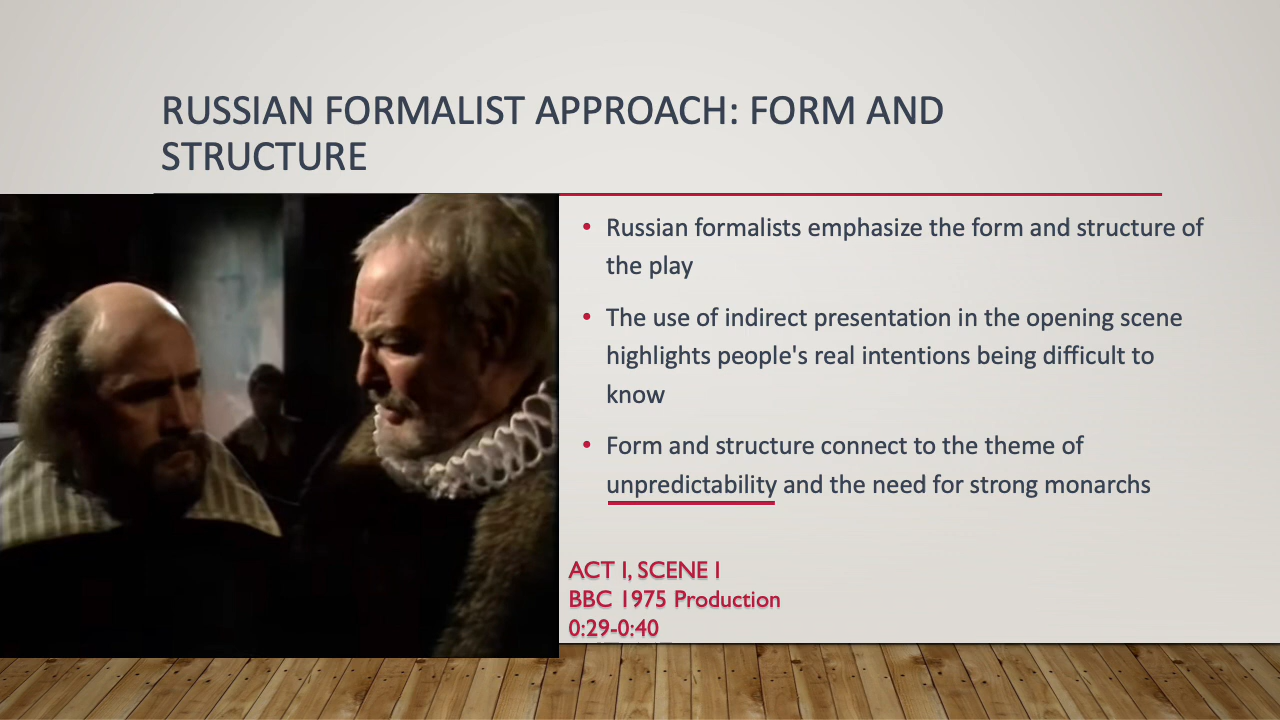 RUSSIAN FORMALIST APPROACH: FORM AND
STRUCTURE
• Russian formalists emphasize the form and structure of
the play
• The use of indirect presentation in the opening scene
highlights people's real intentions being difficult to
know
• Form and structure connect to the theme of
unpredictability and the need for strong monarchs
ACT I, SCENE I
BBC 1975 Production
0:29-0:40